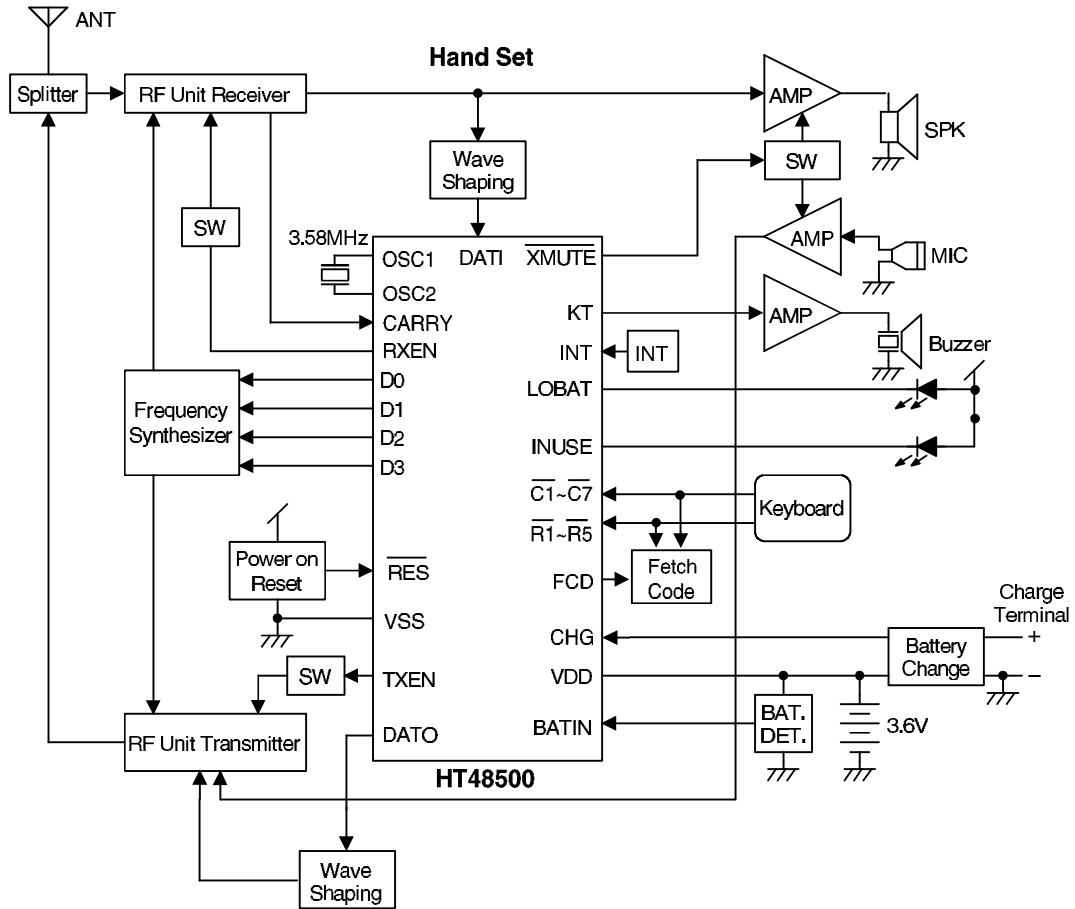 ANT
Hand Set
Splitter
RF Unit Receiver
AMP
SPK
Wave
Shaping
SW
SW
AMP
MIC
3.58MHz
OSC1
DATI
XMUTE
OSC2
CARRY
KT
AMP
Buzzer
RXEN
INT
INT
D0
LOBAT
Frequency
Synthesizer
D1
D2
INUSE
D3
C1~C7
Keyboard
R1~R5
Power on
Reset
RES
FCD
Fetch
Code
Charge
Terminal
VSS
CHG
Battery
Change
+
SW
TXEN
VDD
−
RF Unit Transmitter
DATO
BATIN
BAT.
DET.
3.6V
HT48500
Wave
Shaping